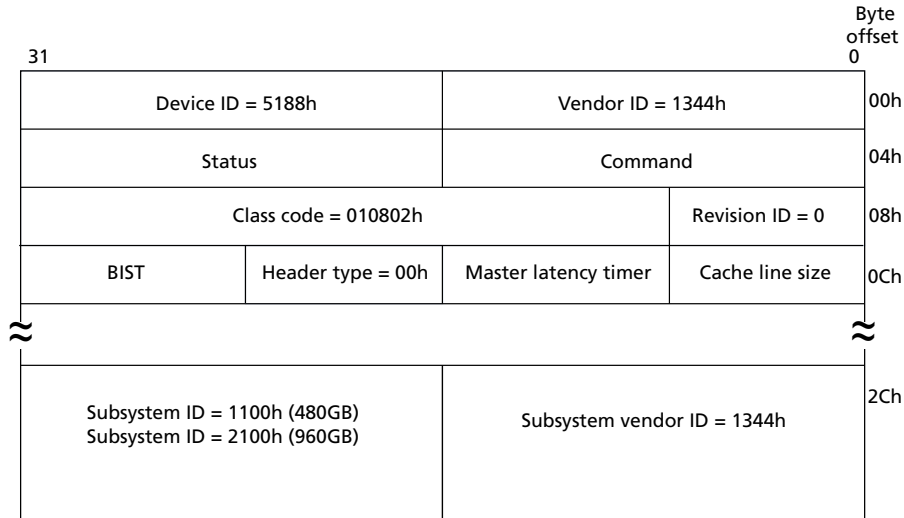 Byte
offset
31
0
Device ID = 5188h
Vendor ID = 1344h
00h
Status
Command
04h
Class code = 010802h
Revision ID = 0
08h
BIST
Header type = 00h
Master latency timer
Cache line size
0Ch
≈
≈
Subsystem ID = 1100h (480GB)
Subsystem ID = 2100h (960GB)
Subsystem vendor ID = 1344h
2Ch